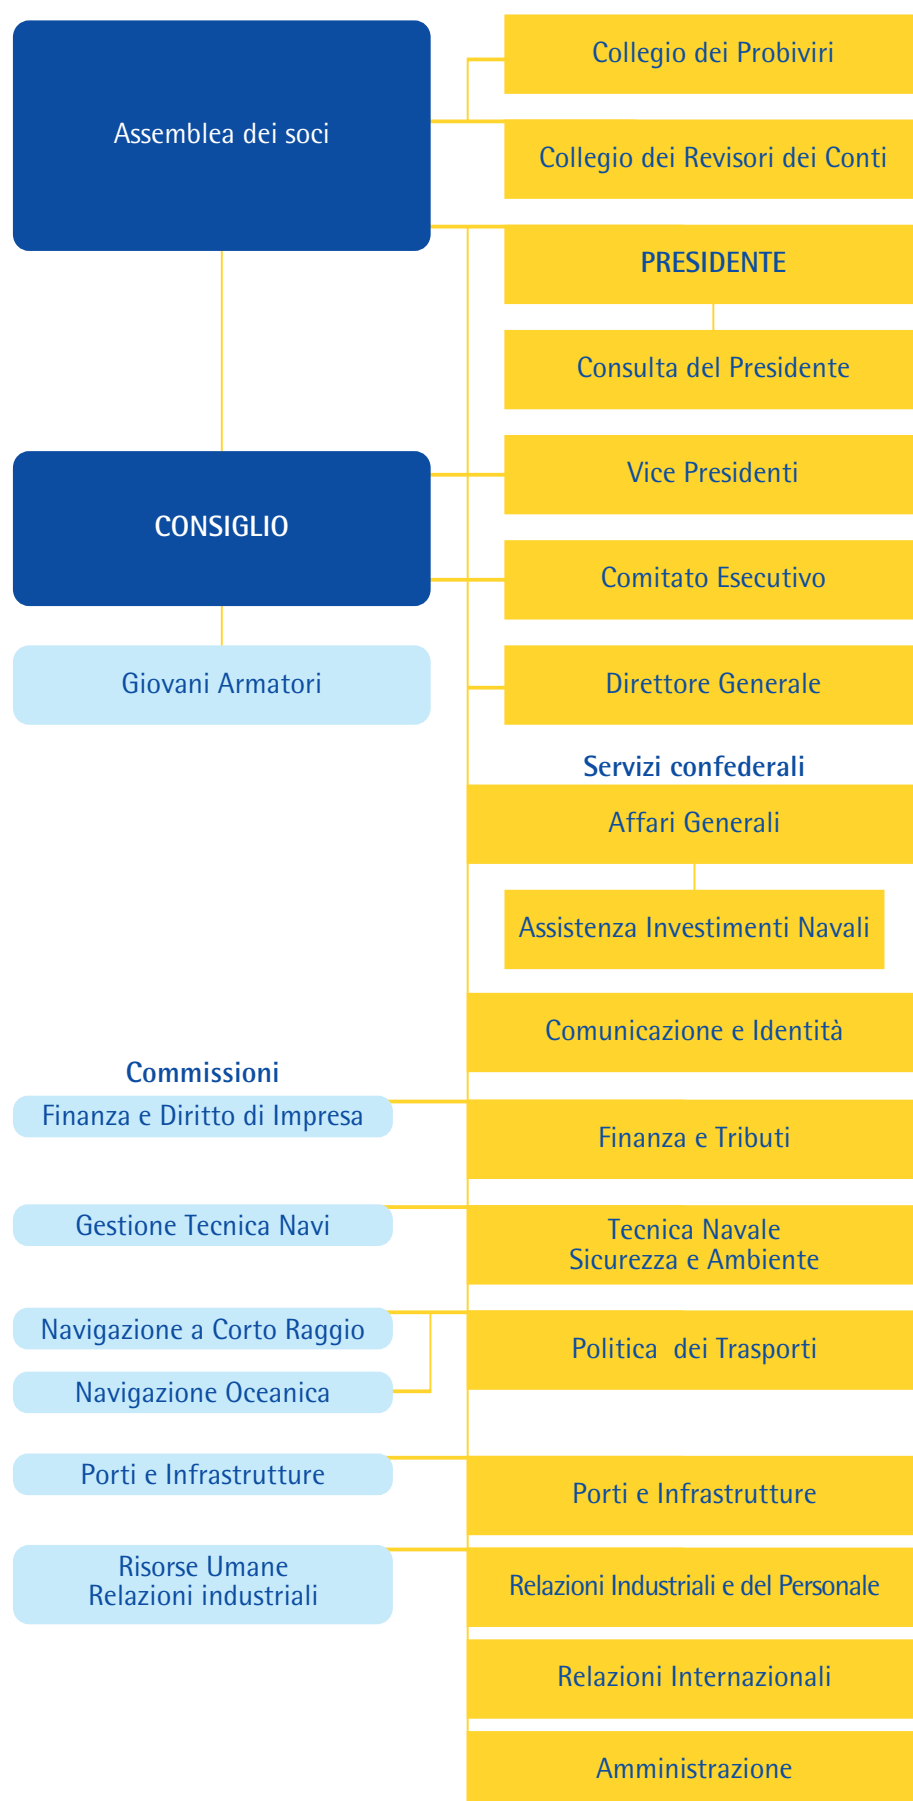 Assemblea dei soci
Collegio dei Probiviri
Collegio dei Revisori dei Conti
PRESIDENTE
Consulta del Presidente
CONSIGLIO
Vice Presidenti
Comitato Esecutivo
Giovani Armatori
Direttore Generale
Servizi confederali
Affari Generali
Assistenza Investimenti Navali
Comunicazione e Identità
Commissioni
Finanza e Diritto di Impresa
Finanza e Tributi
Gestione Tecnica Navi
Tecnica Navale
Sicurezza e Ambiente
Navigazione a Corto Raggio
Navigazione Oceanica
Politica dei Trasporti
Porti e Infrastrutture
Porti e Infrastrutture
Risorse Umane
Relazioni industriali
Relazioni Industriali e del Personale
Relazioni Internazionali
Amministrazione